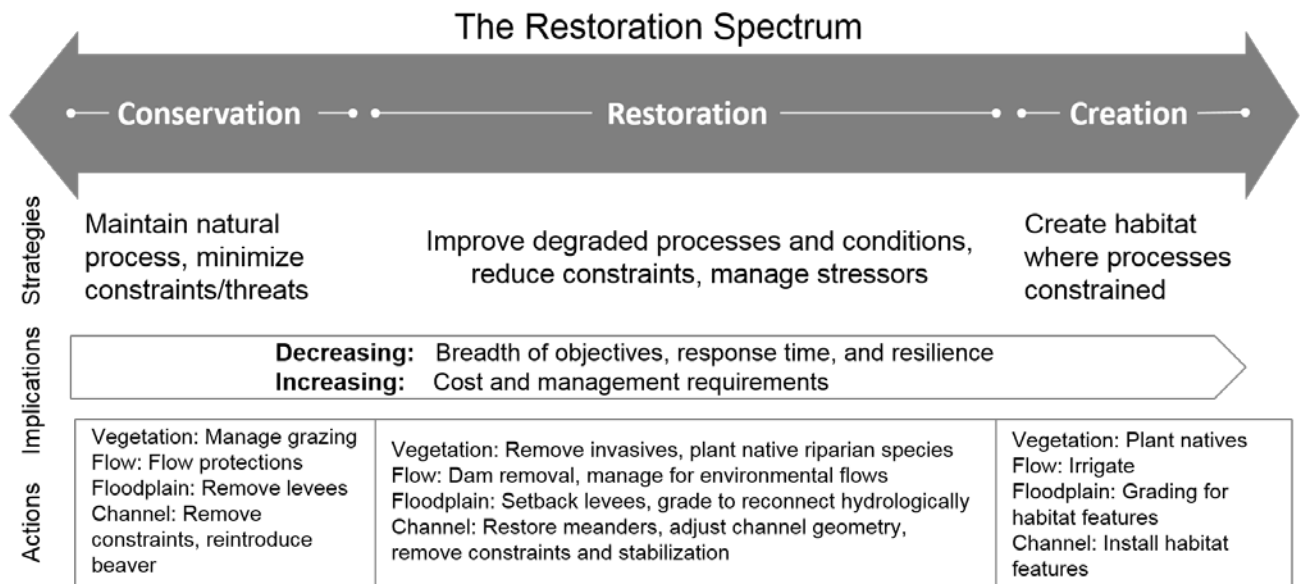 The Restoration Spectrum
Conservation
Restoration
Creation
Strategies
Maintain natural
process, minimize
constraints/threats
Improve degraded processes and conditions,
reduce constraints, manage stressors
Create habitat
where processes
constrained
Implications
Decreasing: Breadth of objectives, response time, and resilience
Increasing: Cost and management requirements
Actions
Vegetation: Manage grazing
Flow: Flow protections
Floodplain: Remove levees
Channel: Remove
constraints, reintroduce
beaver
Vegetation: Remove invasives, plant native riparian species
Flow: Dam removal, manage for environmental flows
Floodplain: Setback levees, grade to reconnect hydrologically
Channel: Restore meanders, adjust channel geometry,
remove constraints and stabilization
Vegetation: Plant natives
Flow: Irrigate
Floodplain: Grading for
habitat features
Channel: Install habitat
features